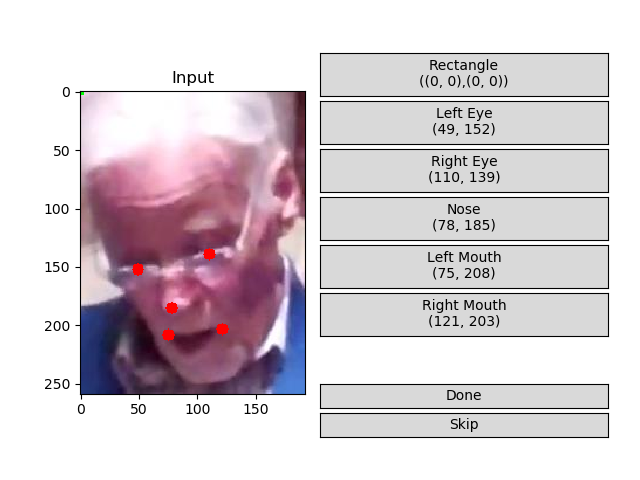 Input
0
50
100
150
200
250
0
50
100
150
Rectangle
((0, 0),(0, 0))
Left Eye
(49, 152)
Right Eye
(110, 139)
Nose
(78, 185)
Left Mouth
(75, 208)
Right Mouth
(121, 203)
Done
Skip